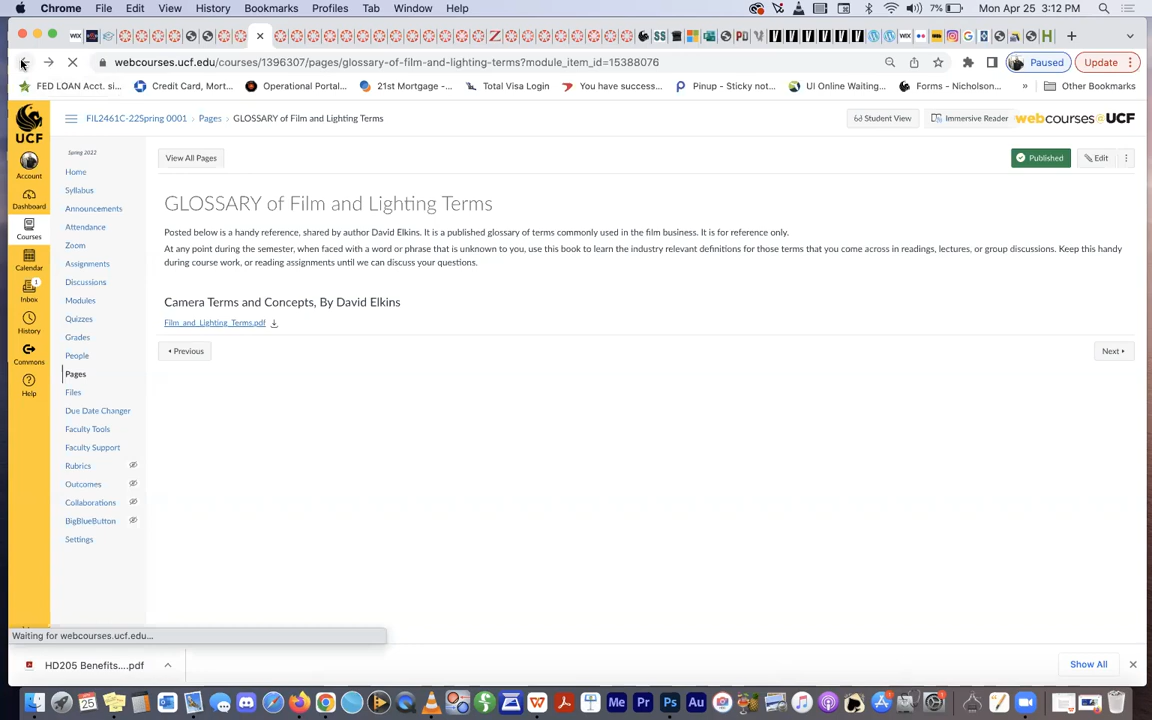 Chrome File Edit View History Bookmarks Profiles Tab Window Help 7% Mon Apr 25 3:12 PM
webcourses.ucf.edu/courses/1396307/pages/glossary-of-film-and-lighting-terms?module_item_id=15388076 Paused Update
FED LOAN Acct. si... Credit Card, Mort... Operational Portal... 21st Mortgage -... Total Visa Login You have success... Pinup - Sticky not... UI Online Waiting... Forms - Nicholson... » Other Bookmarks
UCF
FIL2461C-22Spring 0001 › Pages › GLOSSARY of Film and Lighting Terms Student View Immersive Reader webcourses@UCF
Spring 2022
View All Pages Published Edit
Account
Dashboard
Courses
Calendar
1
Inbox
History
Commons
Help
Home
Syllabus
Announcements
Attendance
Zoom
Assignments
Discussions
Modules
Quizzes
Grades
People
Pages
Files
Due Date Changer
Faculty Tools
Faculty Support
Rubrics
Outcomes
Collaborations
BigBlueButton
Settings
GLOSSARY of Film and Lighting Terms
Posted below is a handy reference, shared by author David Elkins. It is a published glossary of terms commonly used in the film business. It is for reference only.
At any point during the semester, when faced with a word or phrase that is unknown to you, use this book to learn the industry relevant definitions for those terms that you come across in readings, lectures, or group discussions. Keep this handy
during course work, or reading assignments until we can discuss your questions.
Camera Terms and Concepts, By David Elkins
Film_and_Lighting_Terms.pdf
Previous Next
Waiting for webcourses.ucf.edu...
HD205 Benefits....pdf Show All